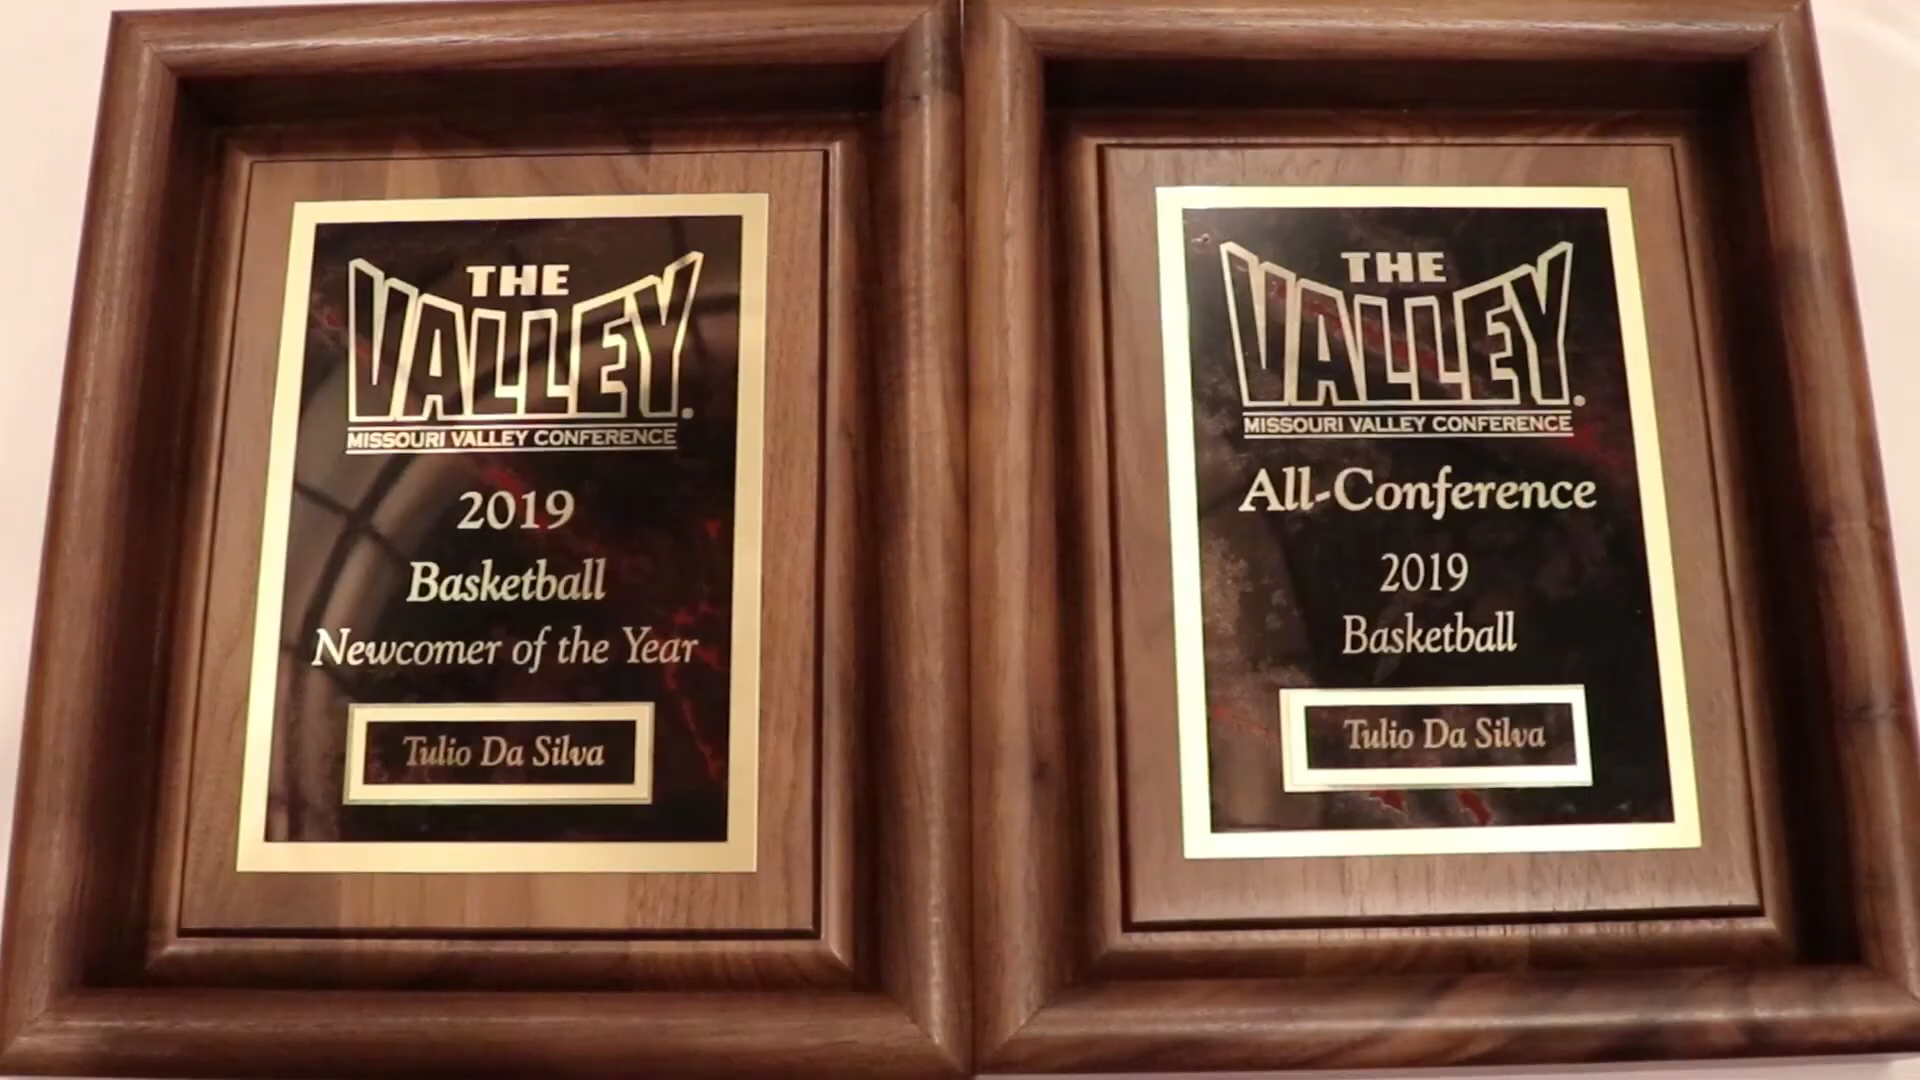 THE
VALLEY
MISSOURI VALLEY CONFERENCE
2019
Basketball
Newcomer of the Year
Tulio Da Silva
THE
VALLEY
MISSOURI VALLEY CONFERENCE
All-Conference
2019
Basketball
Tulio Da Silva